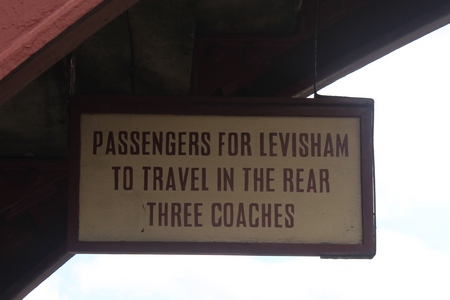 PASSENGERS FOR LEVISHAM
TO TRAVEL IN THE REAR
THREE COACHES